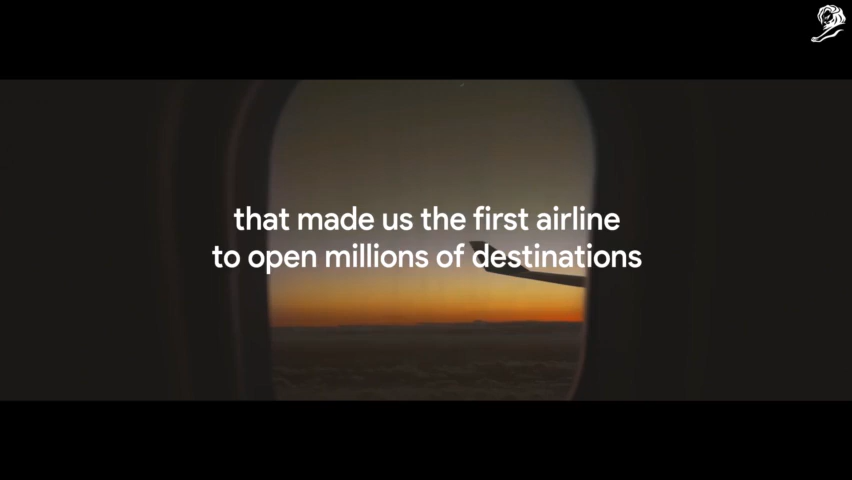 that made us the first airline
to open millions of destinations